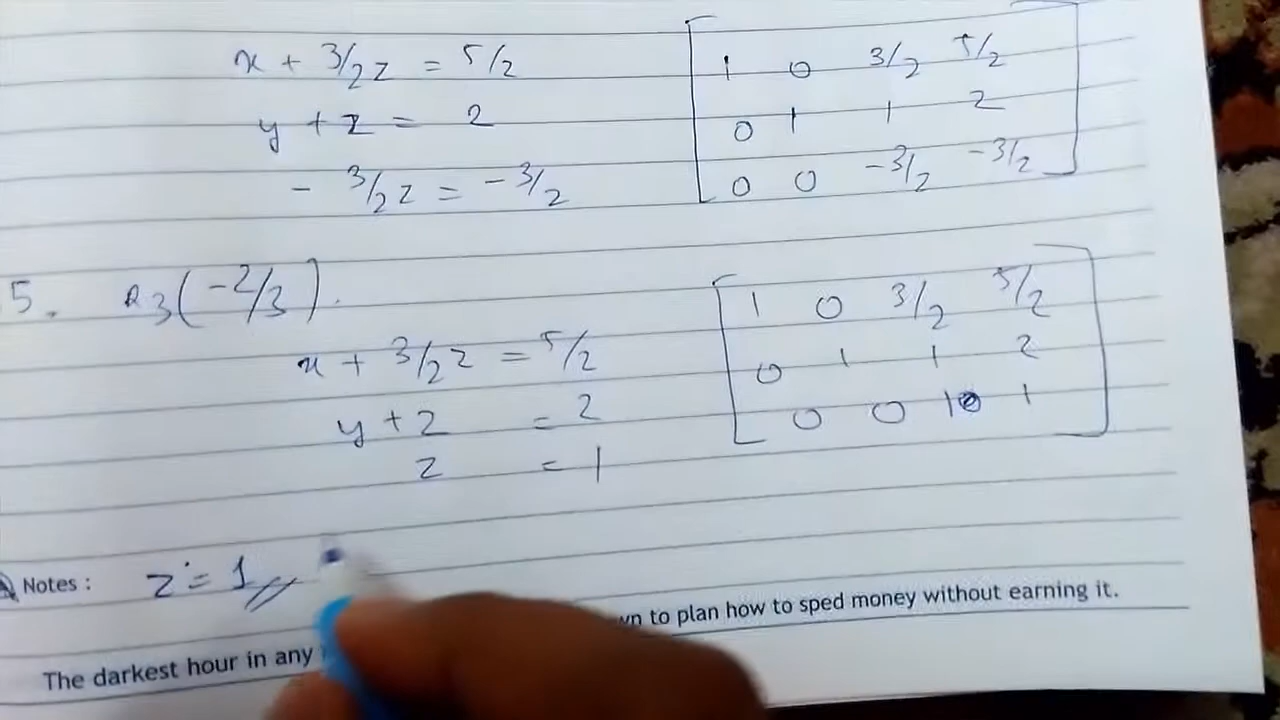 x + 3/2 z = 5/2
y + z = 2
- 3/2 z = -3/2
1 0 3/2 5/2
0 1 1 2
0 0 -3/2 -3/2
5. R3(-2/3).
x + 3/2 z = 5/2
y + z = 2
z = 1
1 0 3/2 5/2
0 1 1 2
0 0 1 1
Notes : z = 1 //
The darkest hour in any to plan how to sped money without earning it.